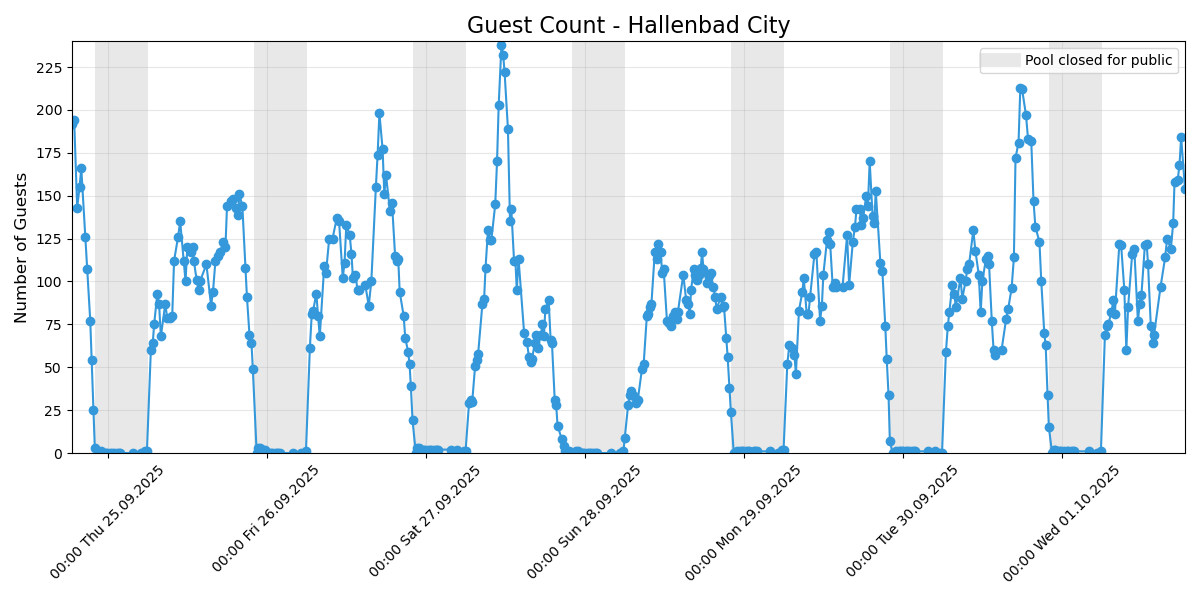 Guest Count - Hallenbad City
Pool closed for public
Number of Guests
225
200
175
150
125
100
75
50
25
0
00:00 Thu 25.09.2025
00:00 Fri 26.09.2025
00:00 Sat 27.09.2025
00:00 Sun 28.09.2025
00:00 Mon 29.09.2025
00:00 Tue 30.09.2025
00:00 Wed 01.10.2025